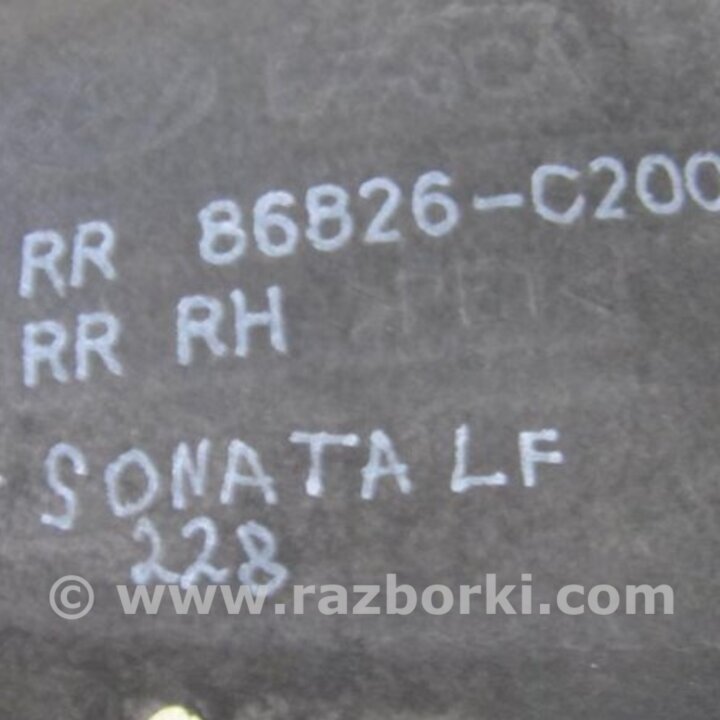 RR 86826-C200
RR RH
SONATA LF
228
© www.razborki.com